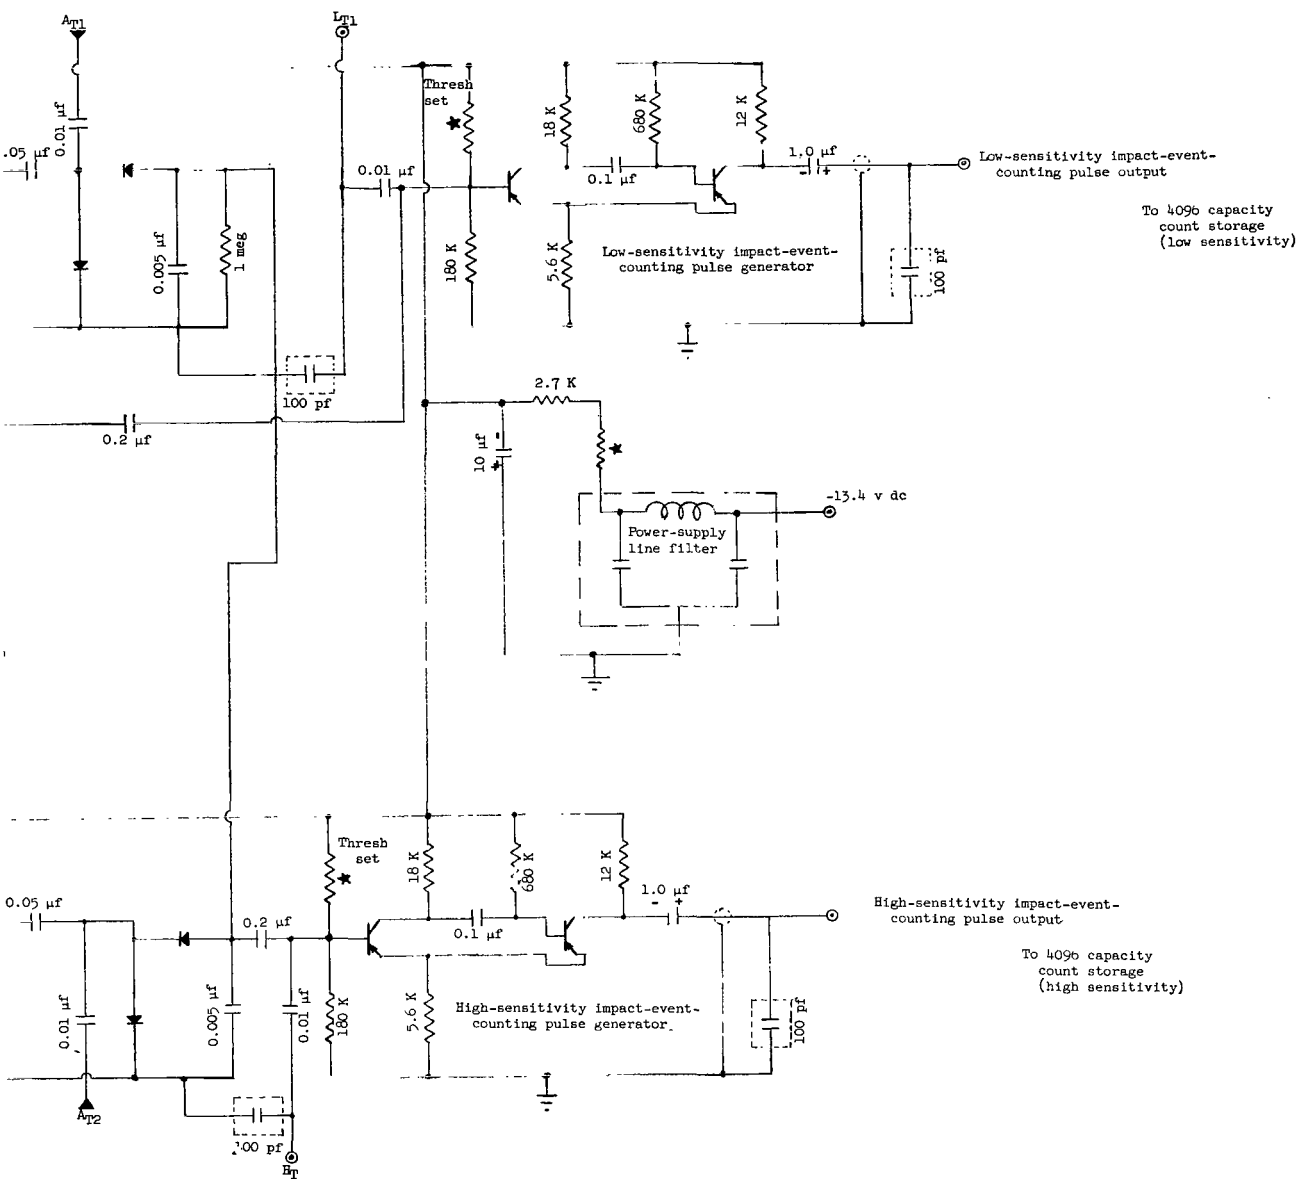 AT1
LT1
Thresh
set
0.01 µf
.05 µf
18 K
680 K
12 K
1.0 µf
- +
Low-sensitivity impact-event-
counting pulse output
0.01 µf
0.1 µf
To 4096 capacity
count storage
(low sensitivity)
0.005 µf
1 meg
180 K
5.6 K
Low-sensitivity impact-event-
counting pulse generator
100 pf
100 pf
2.7 K
0.2 µf
10 µf
-
+
-13.4 v dc
Power-supply
line filter
Thresh
set
18 K
680 K
12 K
1.0 µf
- +
0.05 µf
0.2 µf
0.1 µf
High-sensitivity impact-event-
counting pulse output
To 4096 capacity
count storage
(high sensitivity)
0.01 µf
0.005 µf
0.01 µf
180 K
5.6 K
High-sensitivity impact-event-
counting pulse generator
100 pf
AT2
100 pf
HT